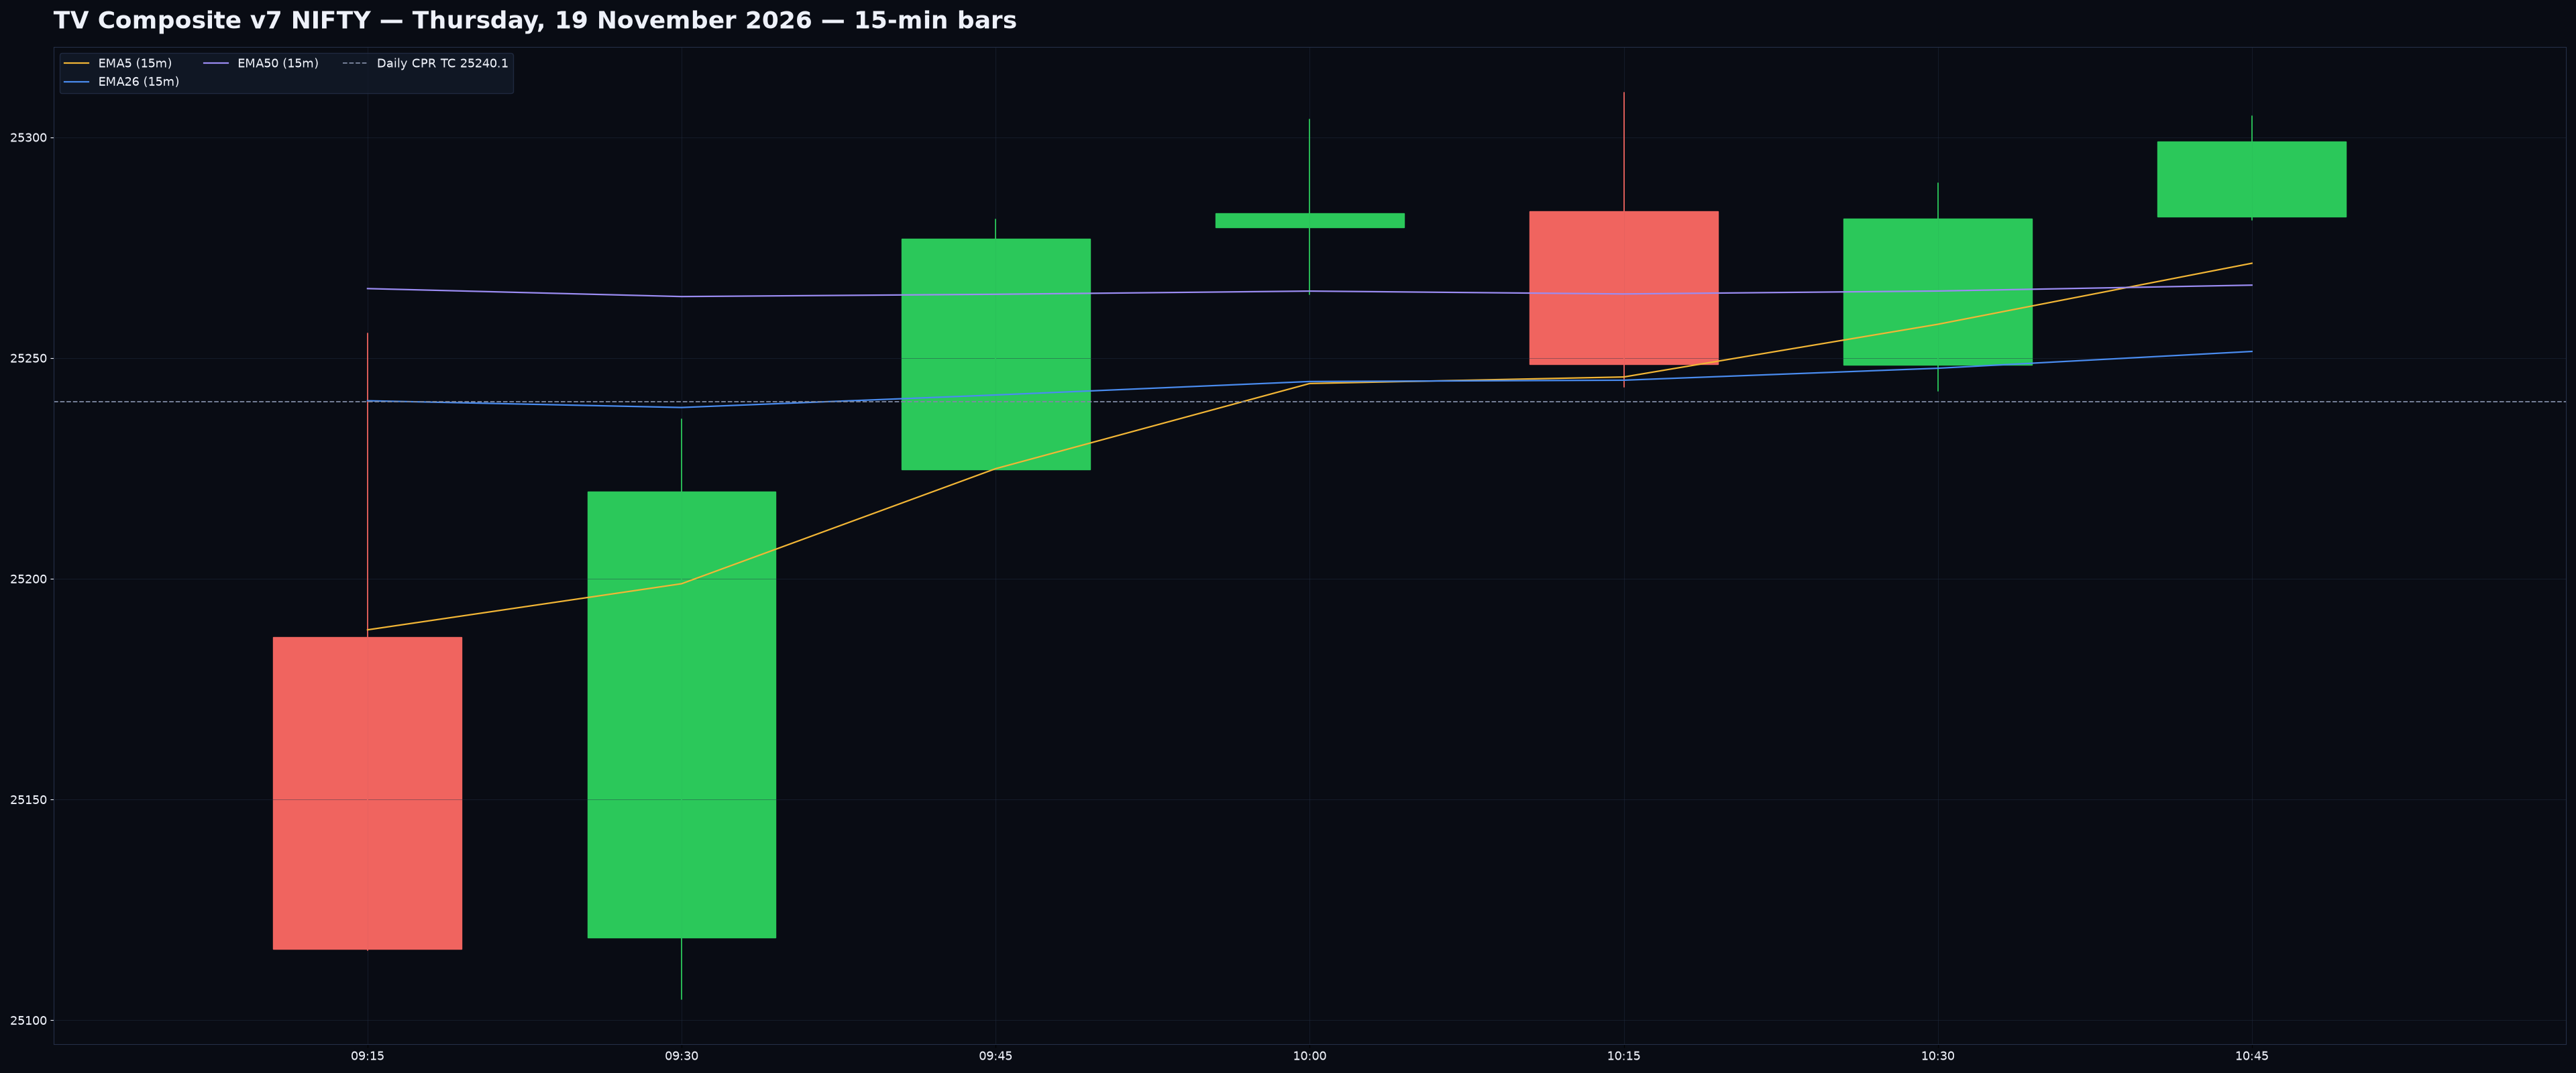 TV Composite v7 NIFTY — Thursday, 19 November 2026 — 15-min bars
EMA5 (15m) EMA50 (15m) Daily CPR TC 25240.1
EMA26 (15m)
25300
25250
25200
25150
25100
09:15 09:30 09:45 10:00 10:15 10:30 10:45